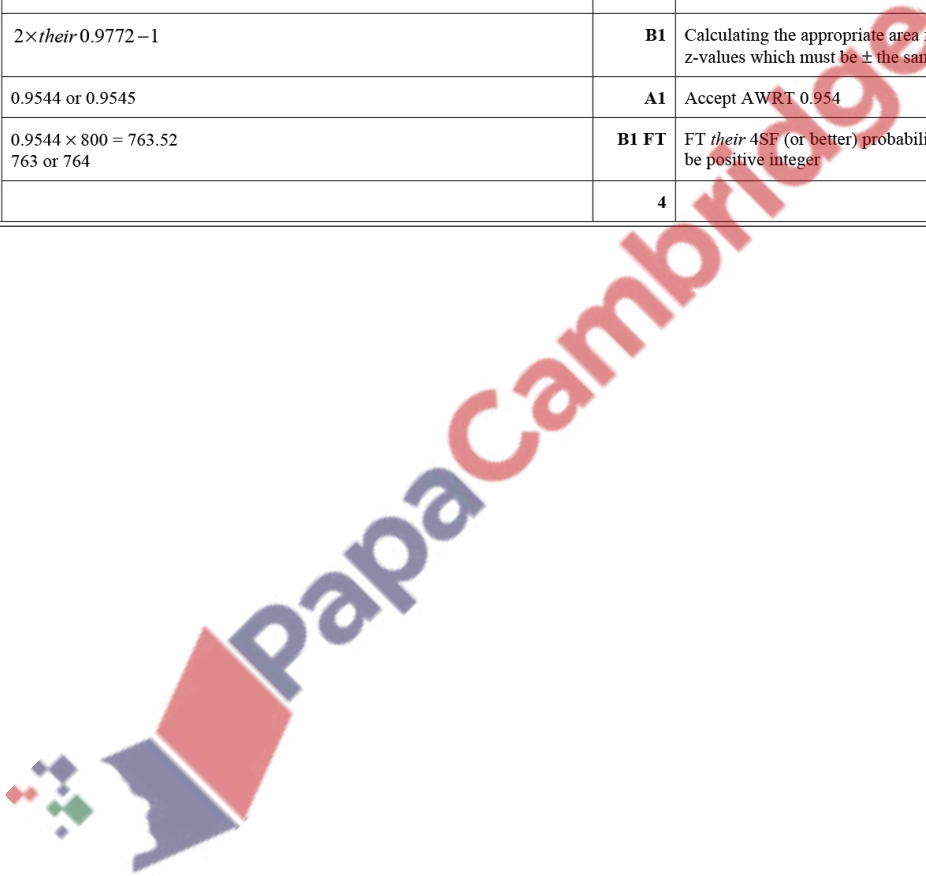 2×their 0.9772−1
B1
Calculating the appropriate area
z-values which must be ± the
0.9544 or 0.9545
A1
Accept AWRT 0.954
0.9544 × 800 = 763.52
763 or 764
B1 FT
FT their 4SF (or better)
be positive integer
4
PapaCambridge